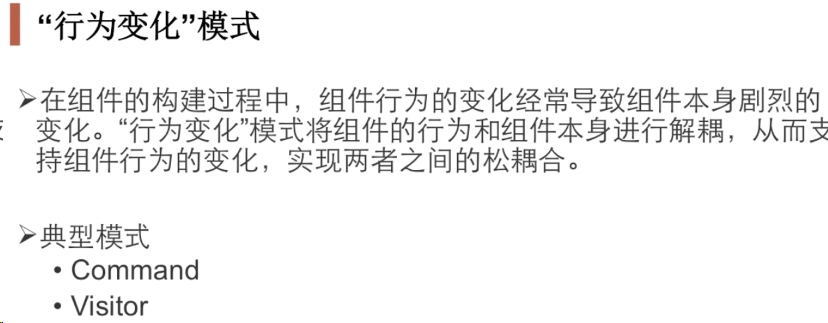 “行为变化”模式
➢在组件的构建过程中，组件行为的变化经常导致组件本身剧烈的
变化。“行为变化”模式将组件的行为和组件本身进行解耦，从而支
持组件行为的变化，实现两者之间的松耦合。
➢典型模式
• Command
• Visitor